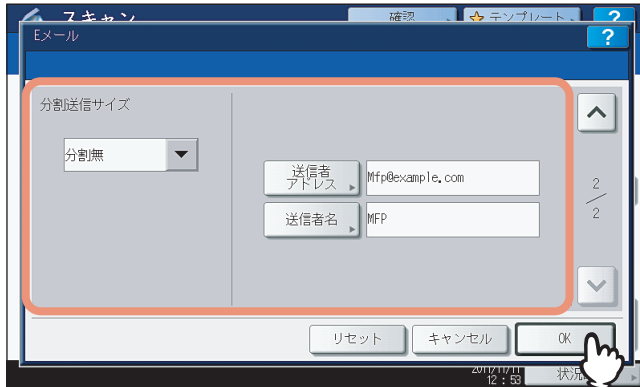 スキャン
確認
テンプレート
?
Eメール
?
分割送信サイズ
分割無
送信者
アドレス
Mfp@example.com
送信者名
MFP
2
2
リセット
キャンセル
OK
2011/11/11
12:53